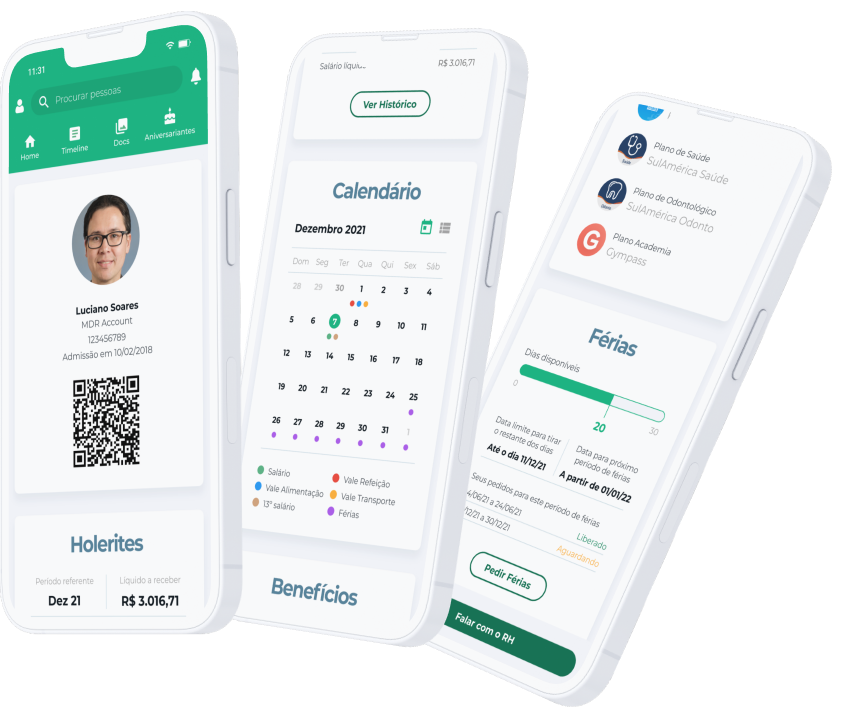 11:31
Procurar pessoas
Home
Timeline
Docs
Aniversariantes
Luciano Soares
MDR Account
123456789
Admissão em 10/02/2018
Holerites
Período referente
Líquido a receber
Dez 21
R$ 3.016,71
Salário
R$ 3.016,71
Ver Histórico
Calendário
Dezembro 2021
Dom Seg Ter Qua Qui Sex Sáb
28 29 30 1 2 3 4
5 6 7 8 9 10 11
12 13 14 15 16 17 18
19 20 21 22 23 24 25
26 27 28 29 30 31 1
Salário
Vale Refeição
Vale Alimentação
Vale Transporte
13º salário
Férias
Benefícios
Plano de Saúde
SulAmérica Saúde
Plano de Odontológico
SulAmérica Odonto
G
Plano Academia
Gympass
Férias
Dias disponíveis
0
20
30
Data limite para tirar
o restante dos dias
Até o dia 11/12/21
Data para próximo
período de férias
A partir de 01/01/22
Seus pedidos para este período de férias
4/06/21 a 24/06/21
Liberado
12/21 a 30/12/21
Aguardando
Pedir Férias
Falar com o RH